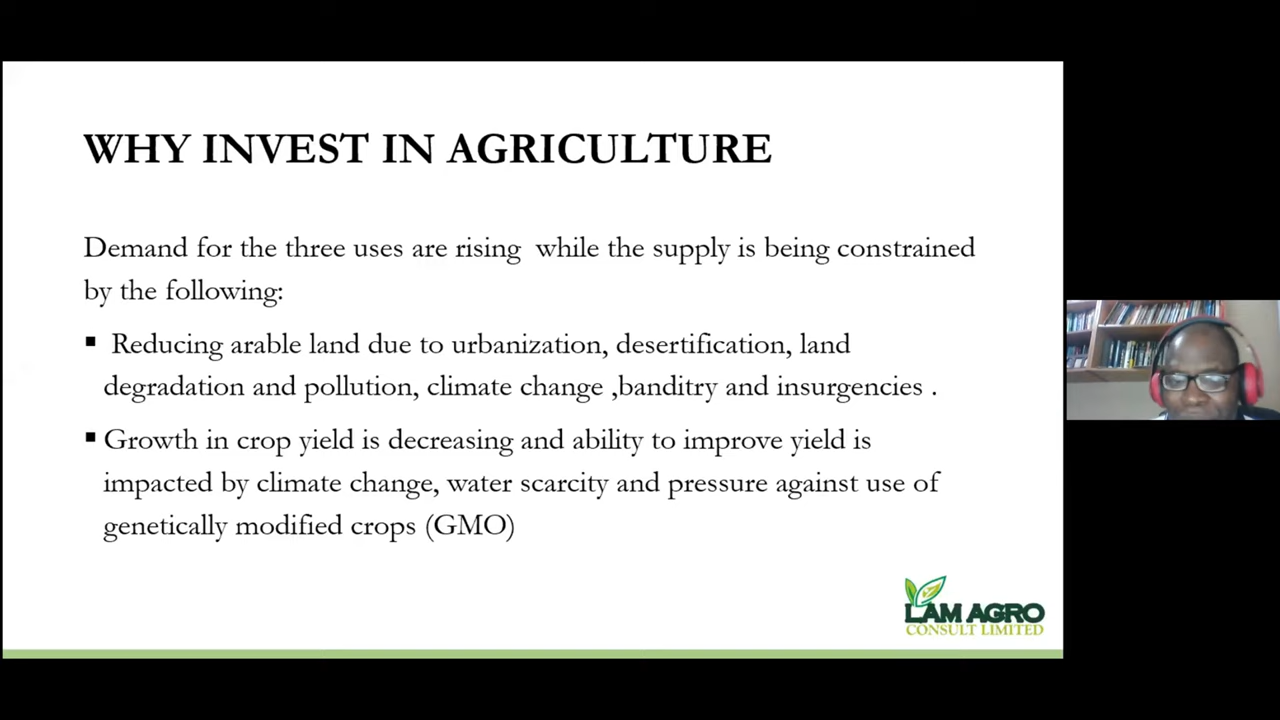 WHY INVEST IN AGRICULTURE
Demand for the three uses are rising  while the supply is being constrained
by the following:
▪ Reducing arable land due to urbanization, desertification, land
degradation and pollution, climate change ,banditry and insurgencies .
▪ Growth in crop yield is decreasing and ability to improve yield is
impacted by climate change, water scarcity and pressure against use of
genetically modified crops (GMO)
LAM AGRO
CONSULT LIMITED